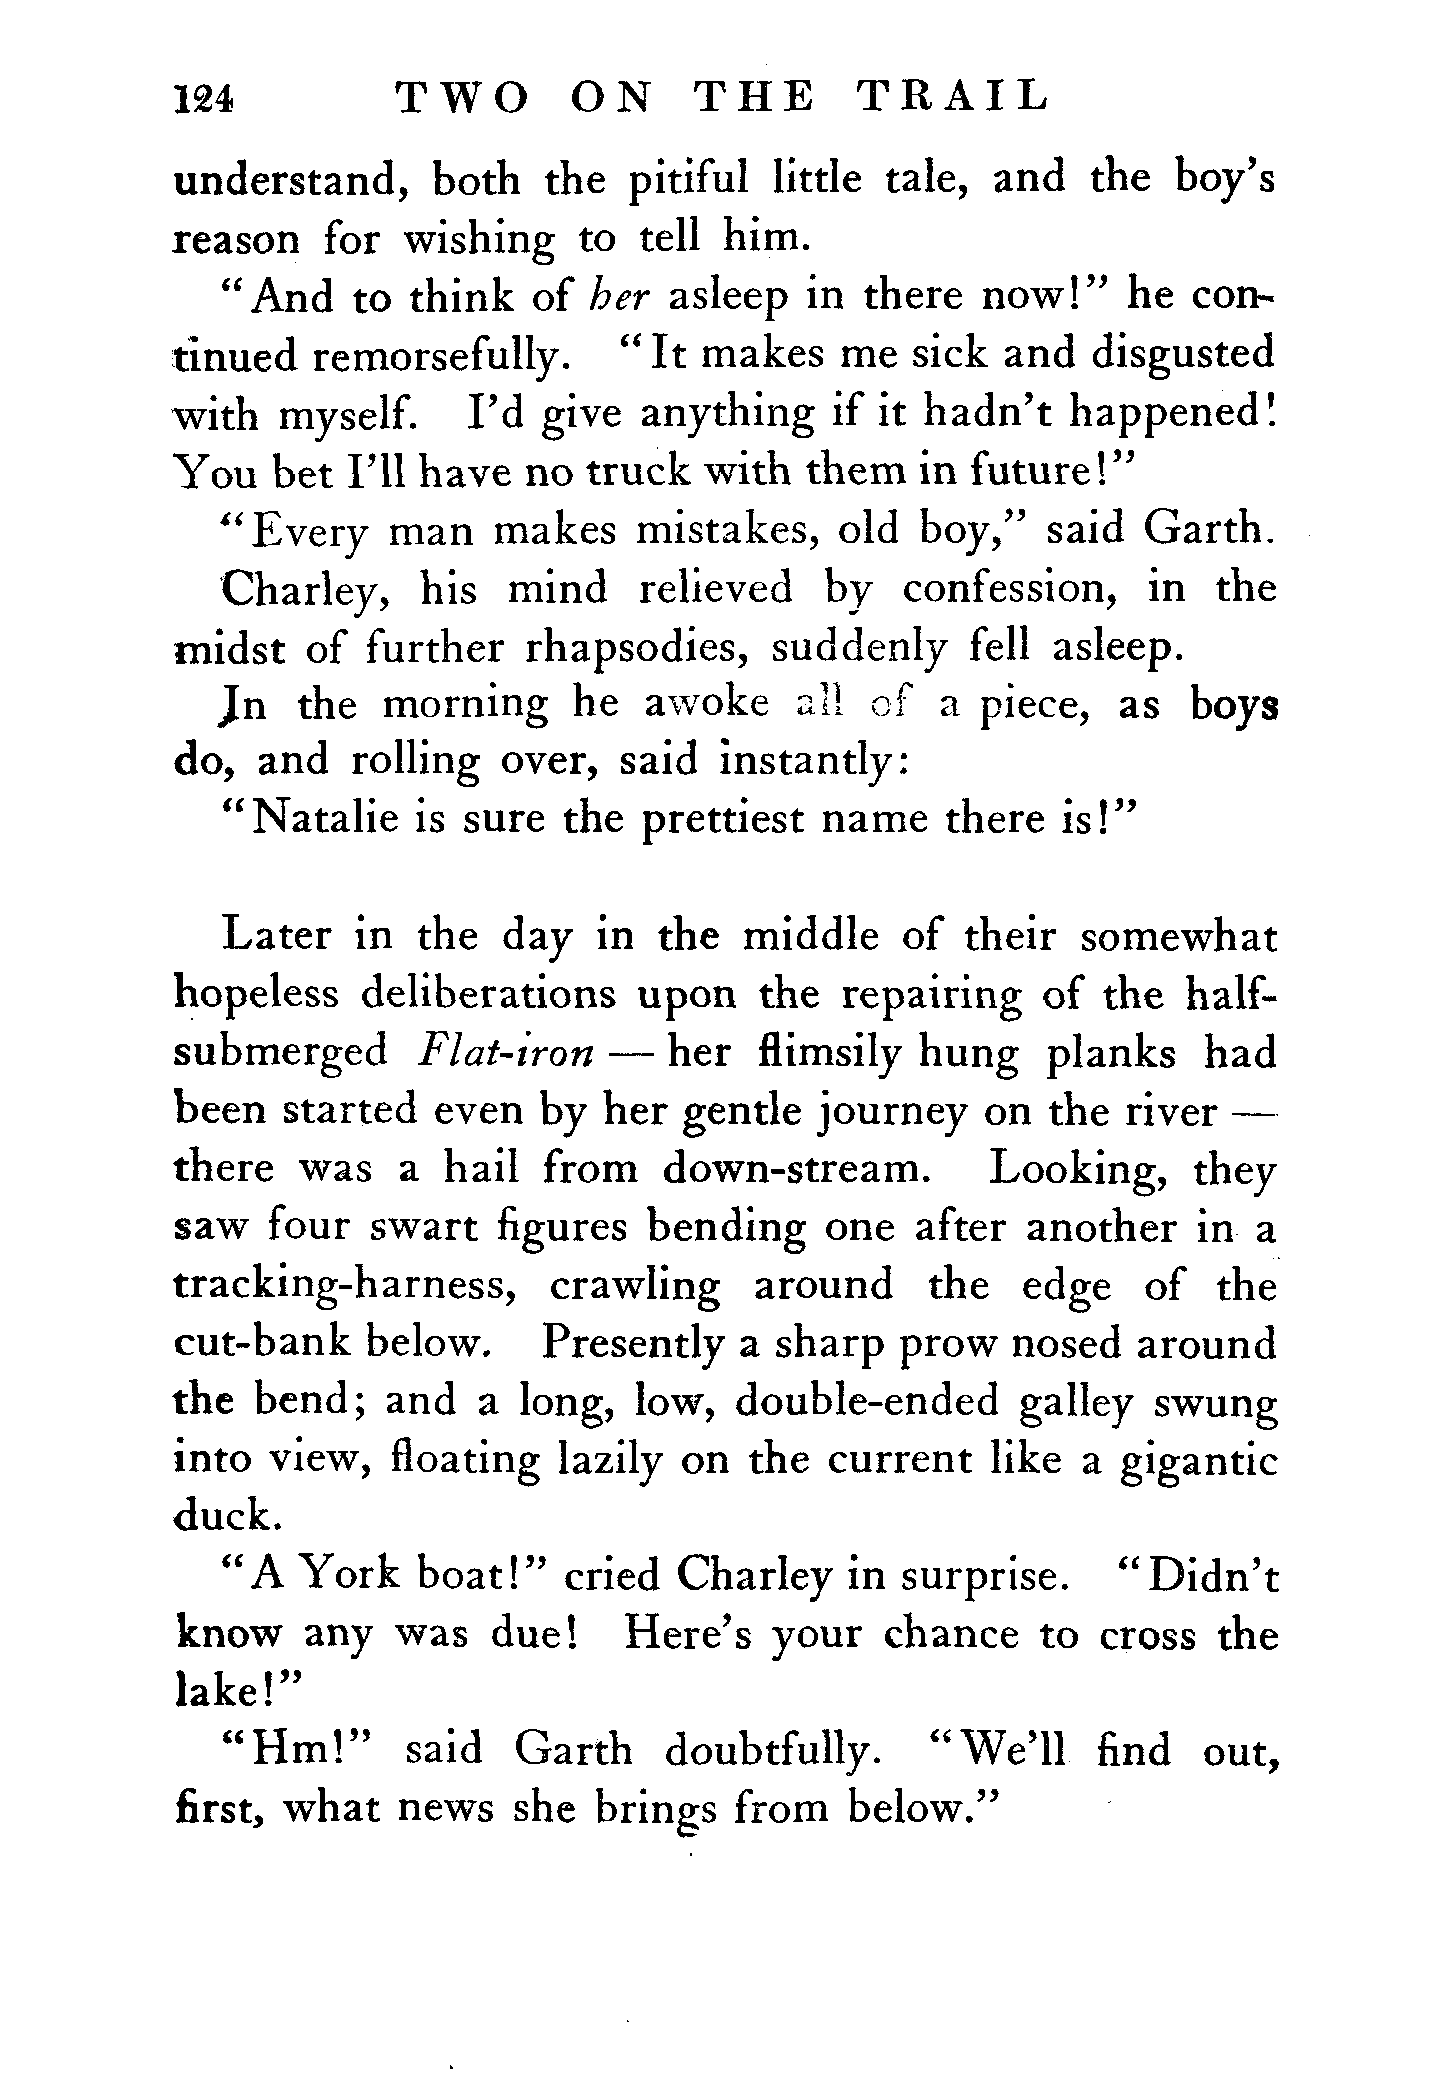 124 TWO ON THE TRAIL
understand, both the pitiful little tale, and the boy's
reason for wishing to tell him.
"And to think of her asleep in there now!" he con-
tinued remorsefully. "It makes me sick and disgusted
with myself. I'd give anything if it hadn't happened!
You bet I'll have no truck with them in future!"
"Every man makes mistakes, old boy," said Garth.
Charley, his mind relieved by confession, in the
midst of further rhapsodies, suddenly fell asleep.
In the morning he awoke all of a piece, as boys
do, and rolling over, said instantly:
"Natalie is sure the prettiest name there is!"
Later in the day in the middle of their somewhat
hopeless deliberations upon the repairing of the half-
submerged Flat-iron — her flimsily hung planks had
been started even by her gentle journey on the river —
there was a hail from down-stream. Looking, they
saw four swart figures bending one after another in a
tracking-harness, crawling around the edge of the
cut-bank below. Presently a sharp prow nosed around
the bend; and a long, low, double-ended galley swung
into view, floating lazily on the current like a gigantic
duck.
"A York boat!" cried Charley in surprise. "Didn't
know any was due! Here's your chance to cross the
lake!"
"Hm!" said Garth doubtfully. "We'll find out,
first, what news she brings from below."